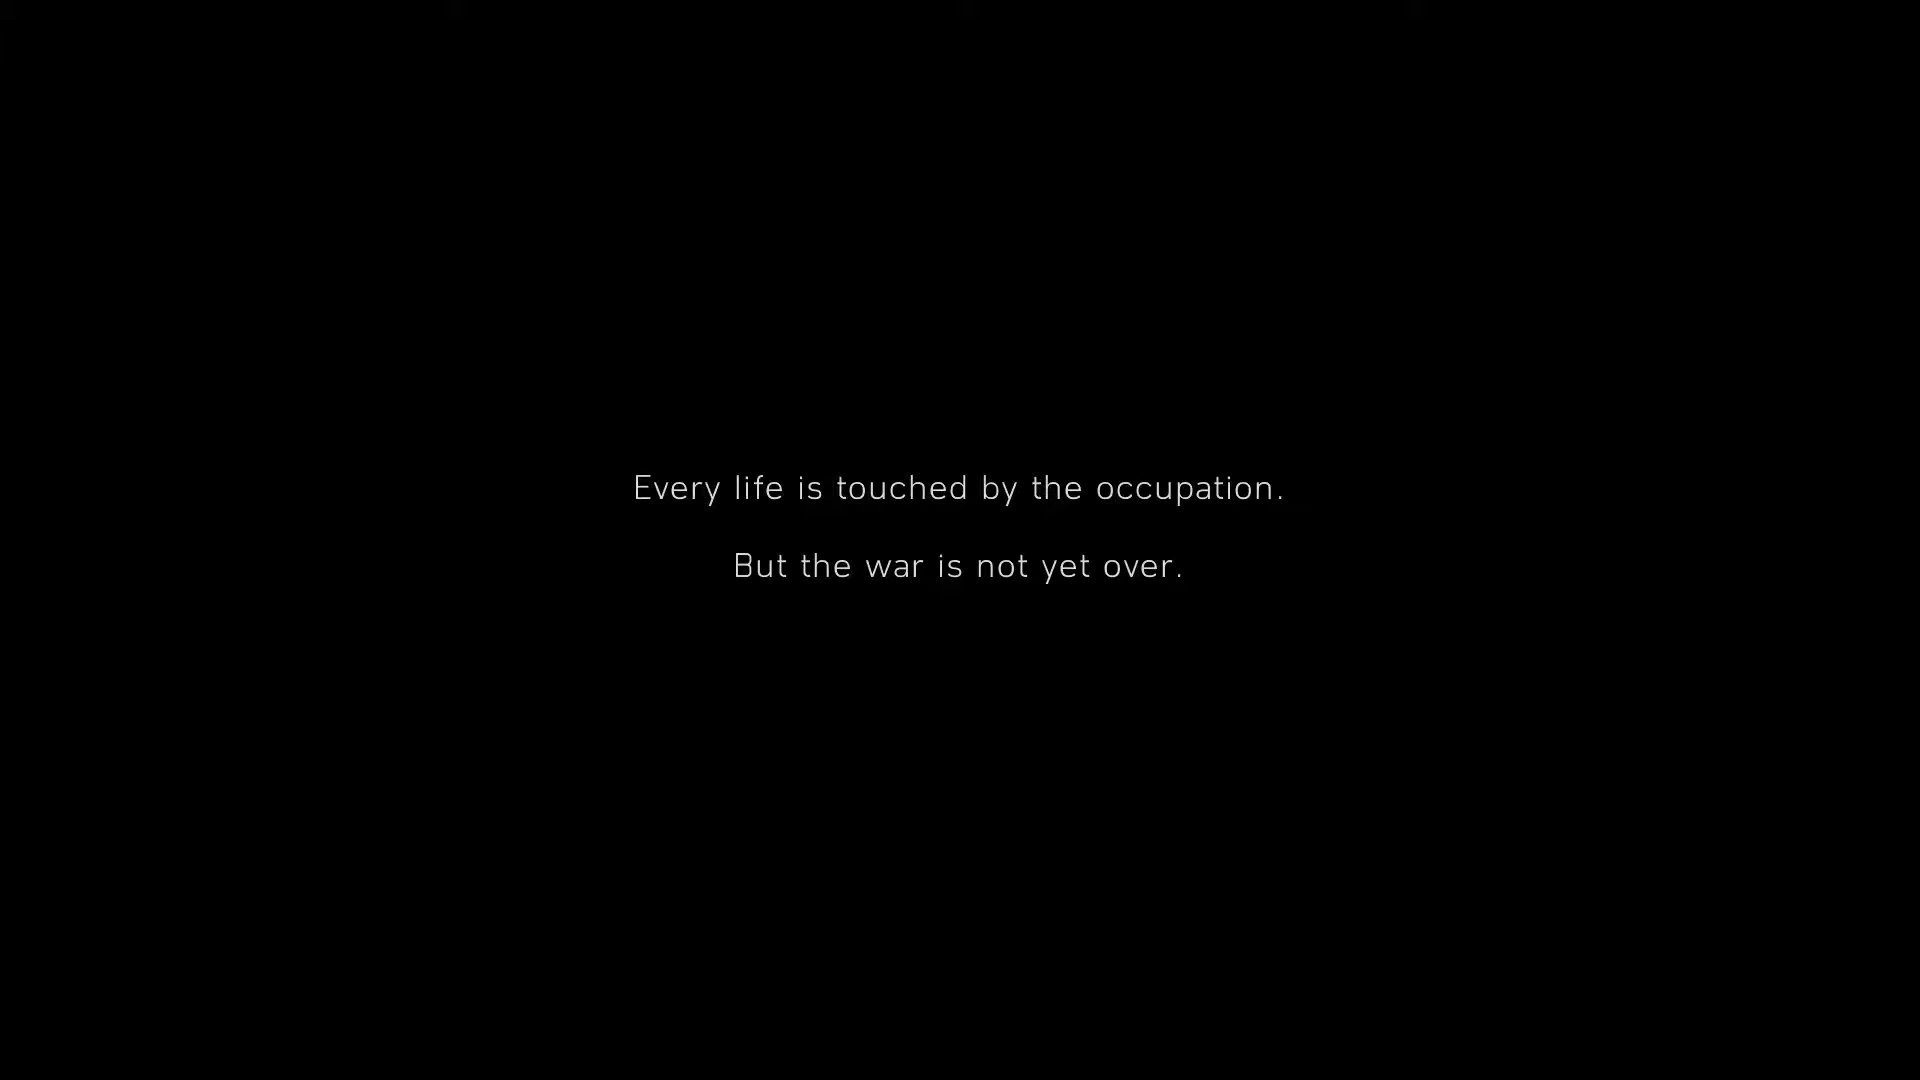 Every life is touched by the occupation.
But the war is not yet over.